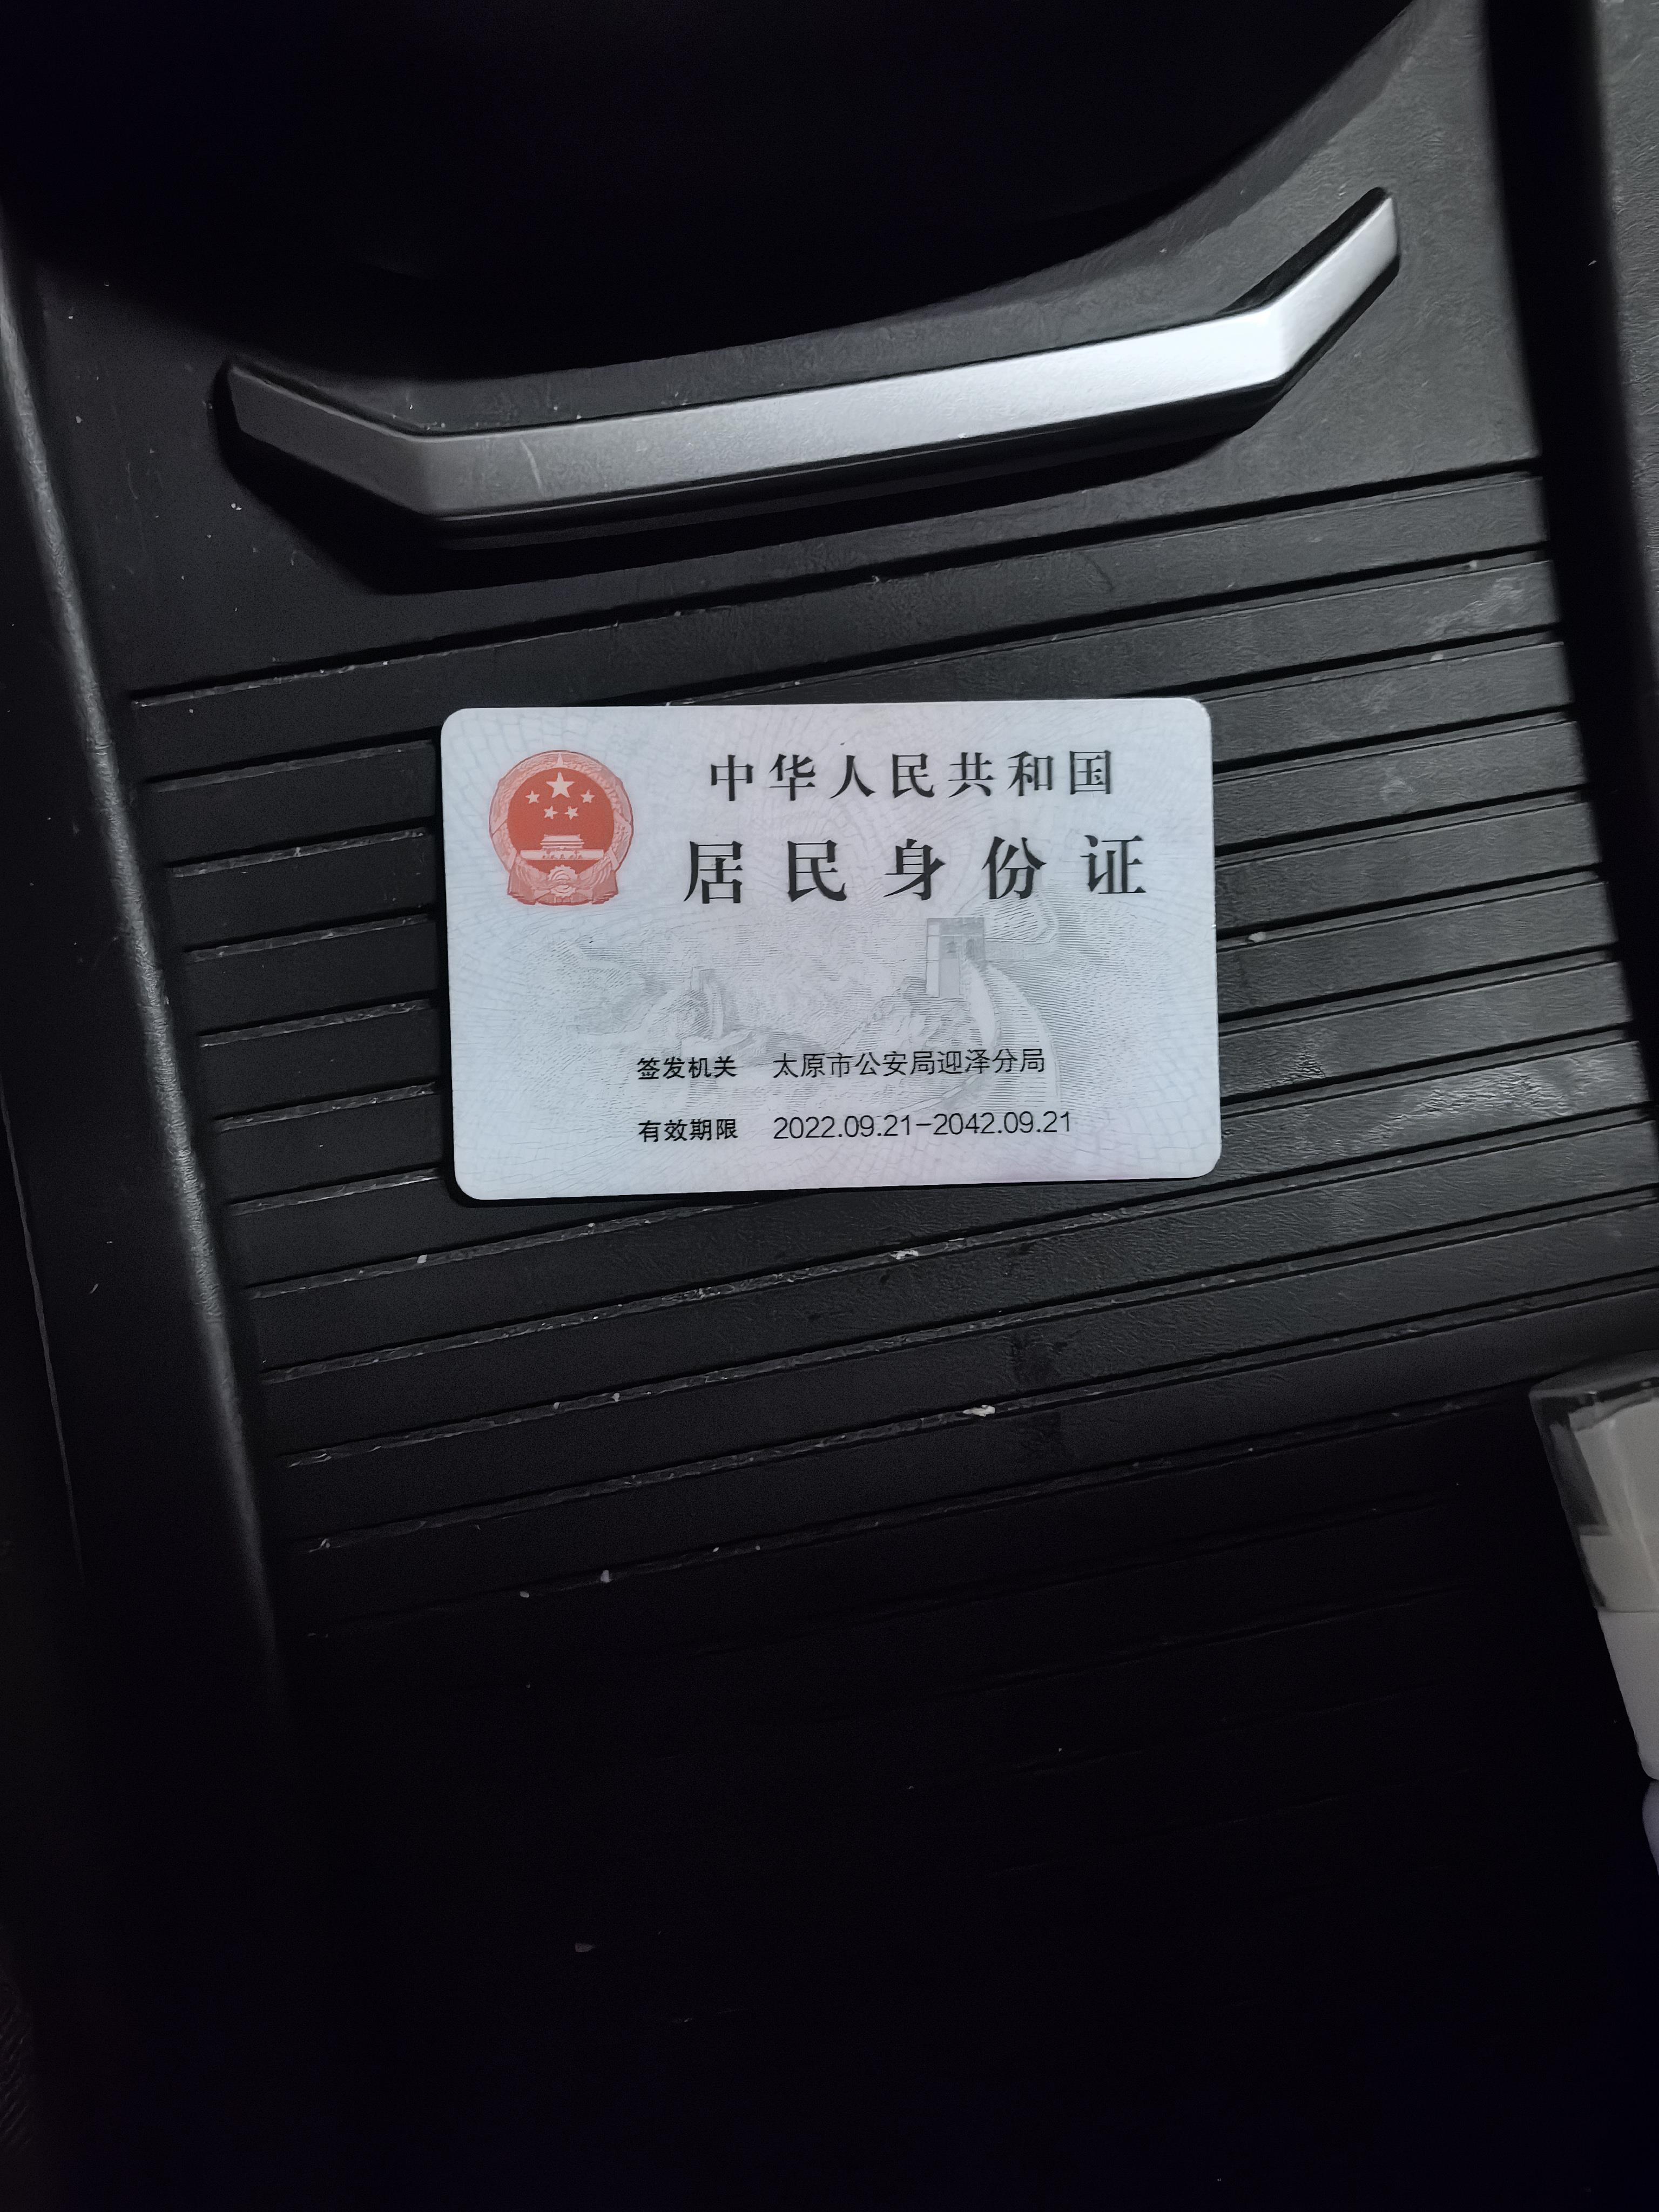 中华人民共和国
居民身份证
签发机关 太原市公安局迎泽分局
有效期限 2022.09.21-2042.09.21